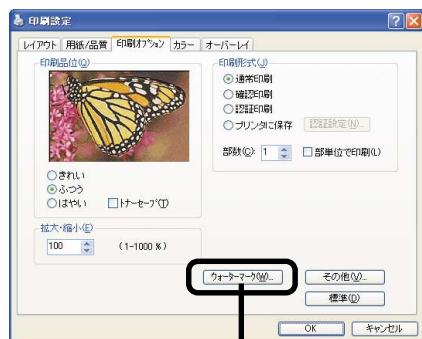 印刷設定
レイアウト 用紙/品質 印刷オプション カラー オーバーレイ
印刷品位(Q)
きれい
ふつう
はやい トナーセーブ(T)
拡大・縮小(E)
100 (1-1000 %)
印刷形式(J)
通常印刷
確認印刷
認証印刷
プリンタに保存 認証設定(N)...
部数(C): 1 部単位で印刷(L)
ウォーターマーク(W)... その他(V)...
標準(D)
OK キャンセル